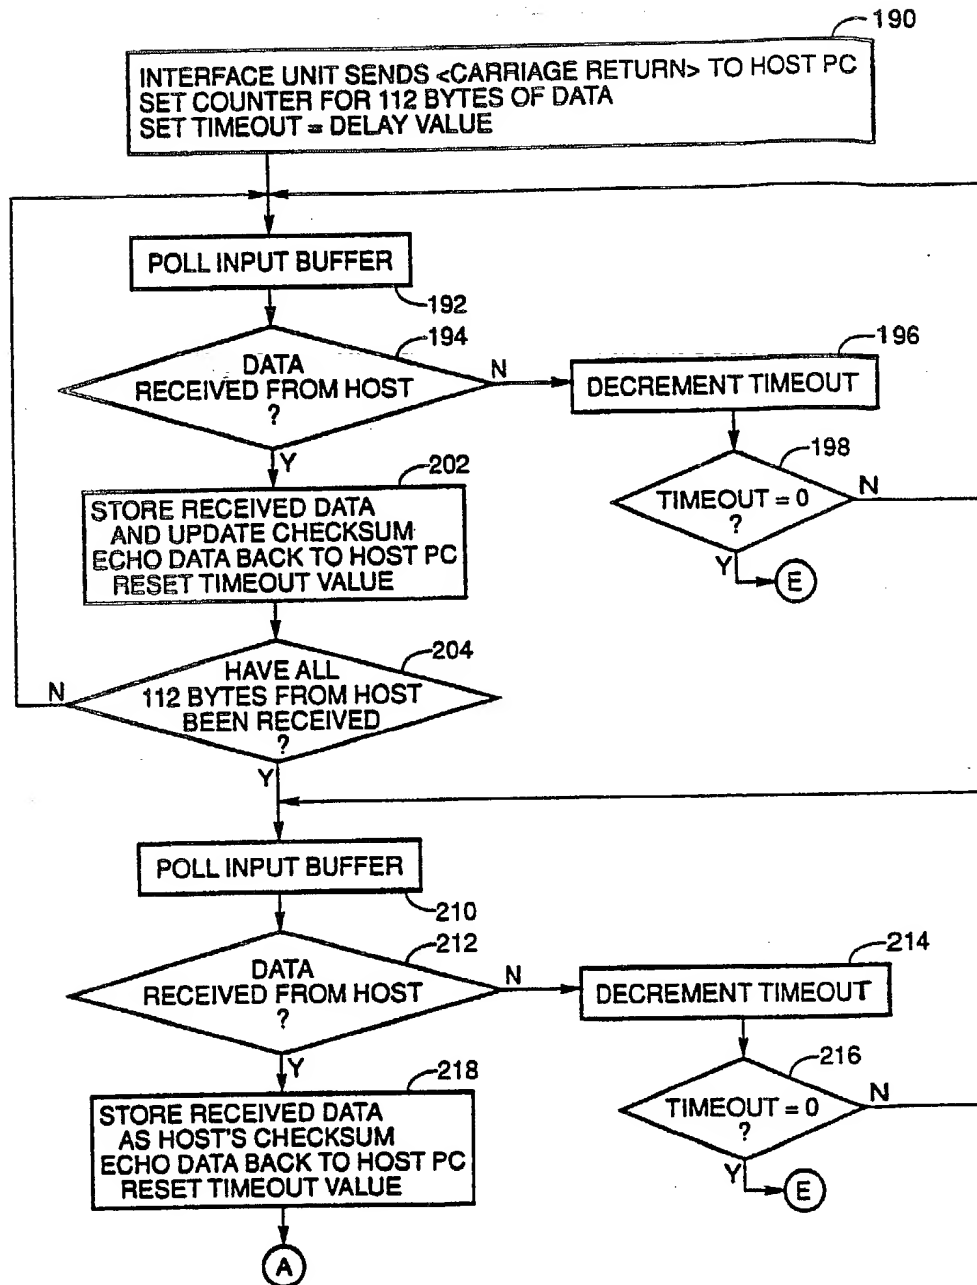 190
INTERFACE UNIT SENDS <CARRIAGE RETURN> TO HOST PC
SET COUNTER FOR 112 BYTES OF DATA
SET TIMEOUT = DELAY VALUE
POLL INPUT BUFFER
192
194
DATA
RECEIVED FROM HOST
?
N
Y
196
DECREMENT TIMEOUT
198
TIMEOUT = 0
?
N
Y
E
202
STORE RECEIVED DATA
AND UPDATE CHECKSUM
ECHO DATA BACK TO HOST PC
RESET TIMEOUT VALUE
204
HAVE ALL
112 BYTES FROM HOST
BEEN RECEIVED
?
N
Y
POLL INPUT BUFFER
210
212
DATA
RECEIVED FROM HOST
?
N
Y
214
DECREMENT TIMEOUT
216
TIMEOUT = 0
?
N
Y
E
218
STORE RECEIVED DATA
AS HOST'S CHECKSUM
ECHO DATA BACK TO HOST PC
RESET TIMEOUT VALUE
A